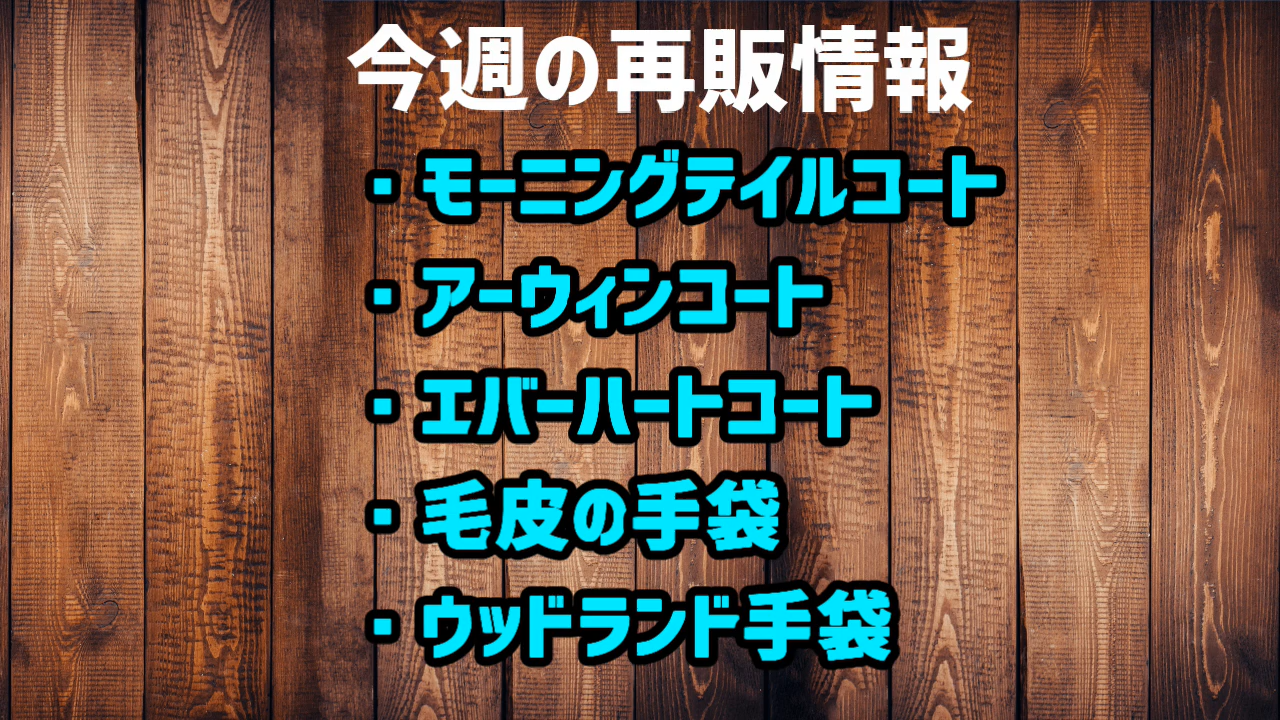 今週の再販情報
・モーニングテイルコート
・アーウィンコート
・エバーハートコート
・毛皮の手袋
・ウッドランド手袋